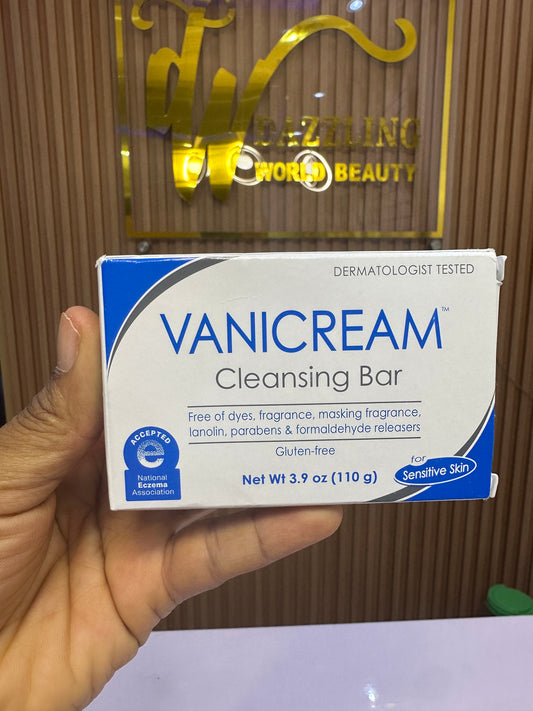 dw
DAZZLING
WORLD BEAUTY
DERMATOLOGIST TESTED
VANICREAM™
Cleansing Bar
Free of dyes, fragrance, masking fragrance,
lanolin, parabens & formaldehyde releasers
Gluten-free
Net Wt 3.9 oz (110 g)
for
Sensitive Skin
ACCEPTED
e
National
Eczema
Association